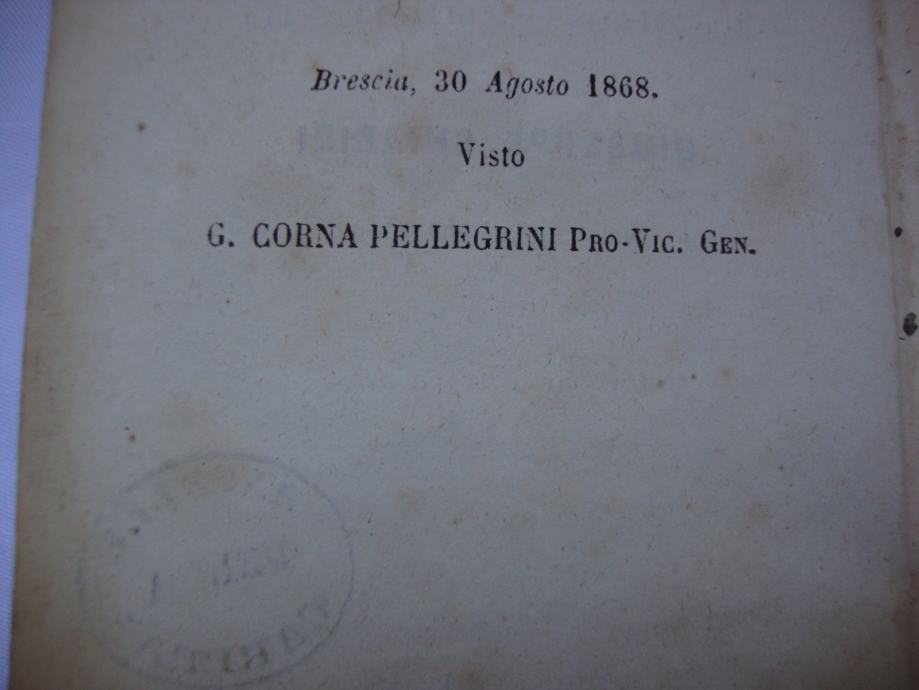 Brescia, 30 Agosto 1868.
Visto
G. CORNA PELLEGRINI PRO-VIC. GEN.